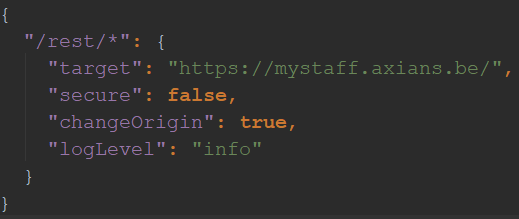 {
  "/rest/*": {
    "target": "https://mystaff.axians.be/",
    "secure": false,
    "changeOrigin": true,
    "logLevel": "info"
  }
}